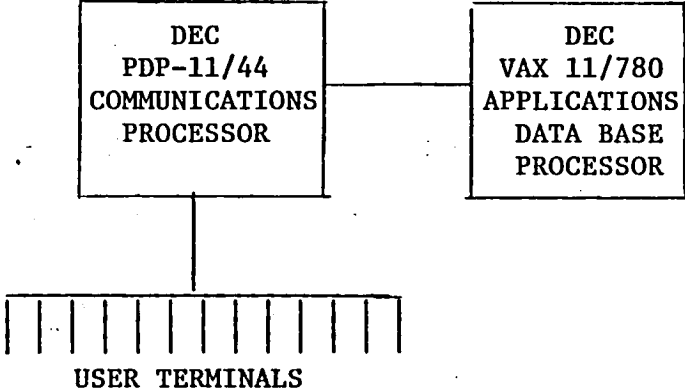 DEC
PDP-11/44
COMMUNICATIONS
PROCESSOR
DEC
VAX 11/780
APPLICATIONS
DATA BASE
PROCESSOR
USER TERMINALS